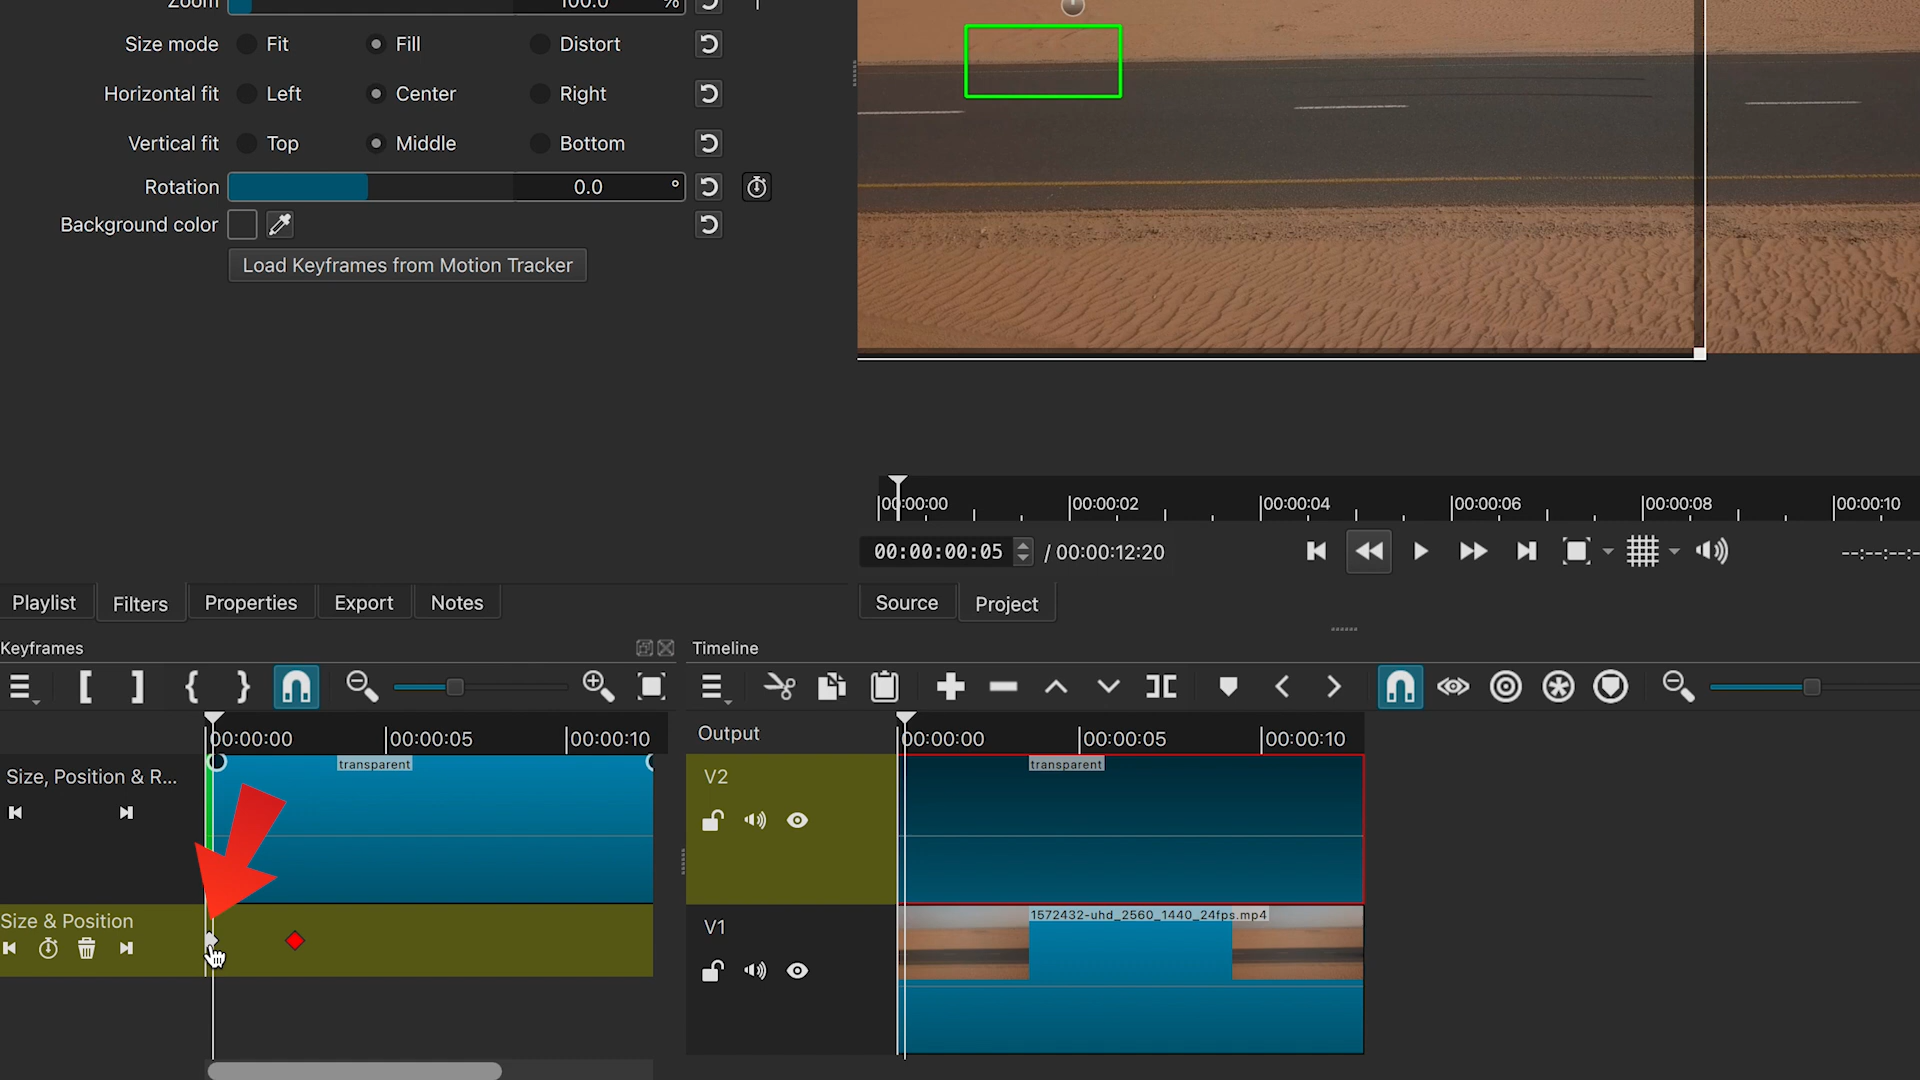 Zoom 100.0 %
Size mode Fit Fill Distort
Horizontal fit Left Center Right
Vertical fit Top Middle Bottom
Rotation 0.0 °
Background color
Load Keyframes from Motion Tracker
00:00:00 00:00:02 00:00:04 00:00:06 00:00:08 00:00:10
00:00:00:05 / 00:00:12:20 --:--:--:
Playlist Filters Properties Export Notes
Source Project
Keyframes
00:00:00 00:00:05 00:00:10
Size, Position & R...
transparent
Size & Position
Timeline
Output
00:00:00 00:00:05 00:00:10
V2
transparent
V1
1572432-uhd_2560_1440_24fps.mp4